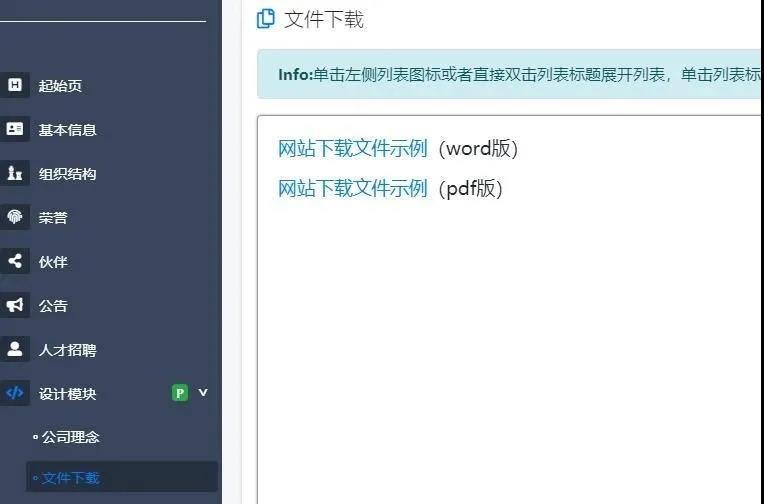 文件下载
Info:单击左侧列表图标或者直接双击列表标题展开列表，单击列表标
网站下载文件示例（word版）
网站下载文件示例（pdf版）
起始页
基本信息
组织结构
荣誉
伙伴
公告
人才招聘
设计模块 P
公司理念
文件下载